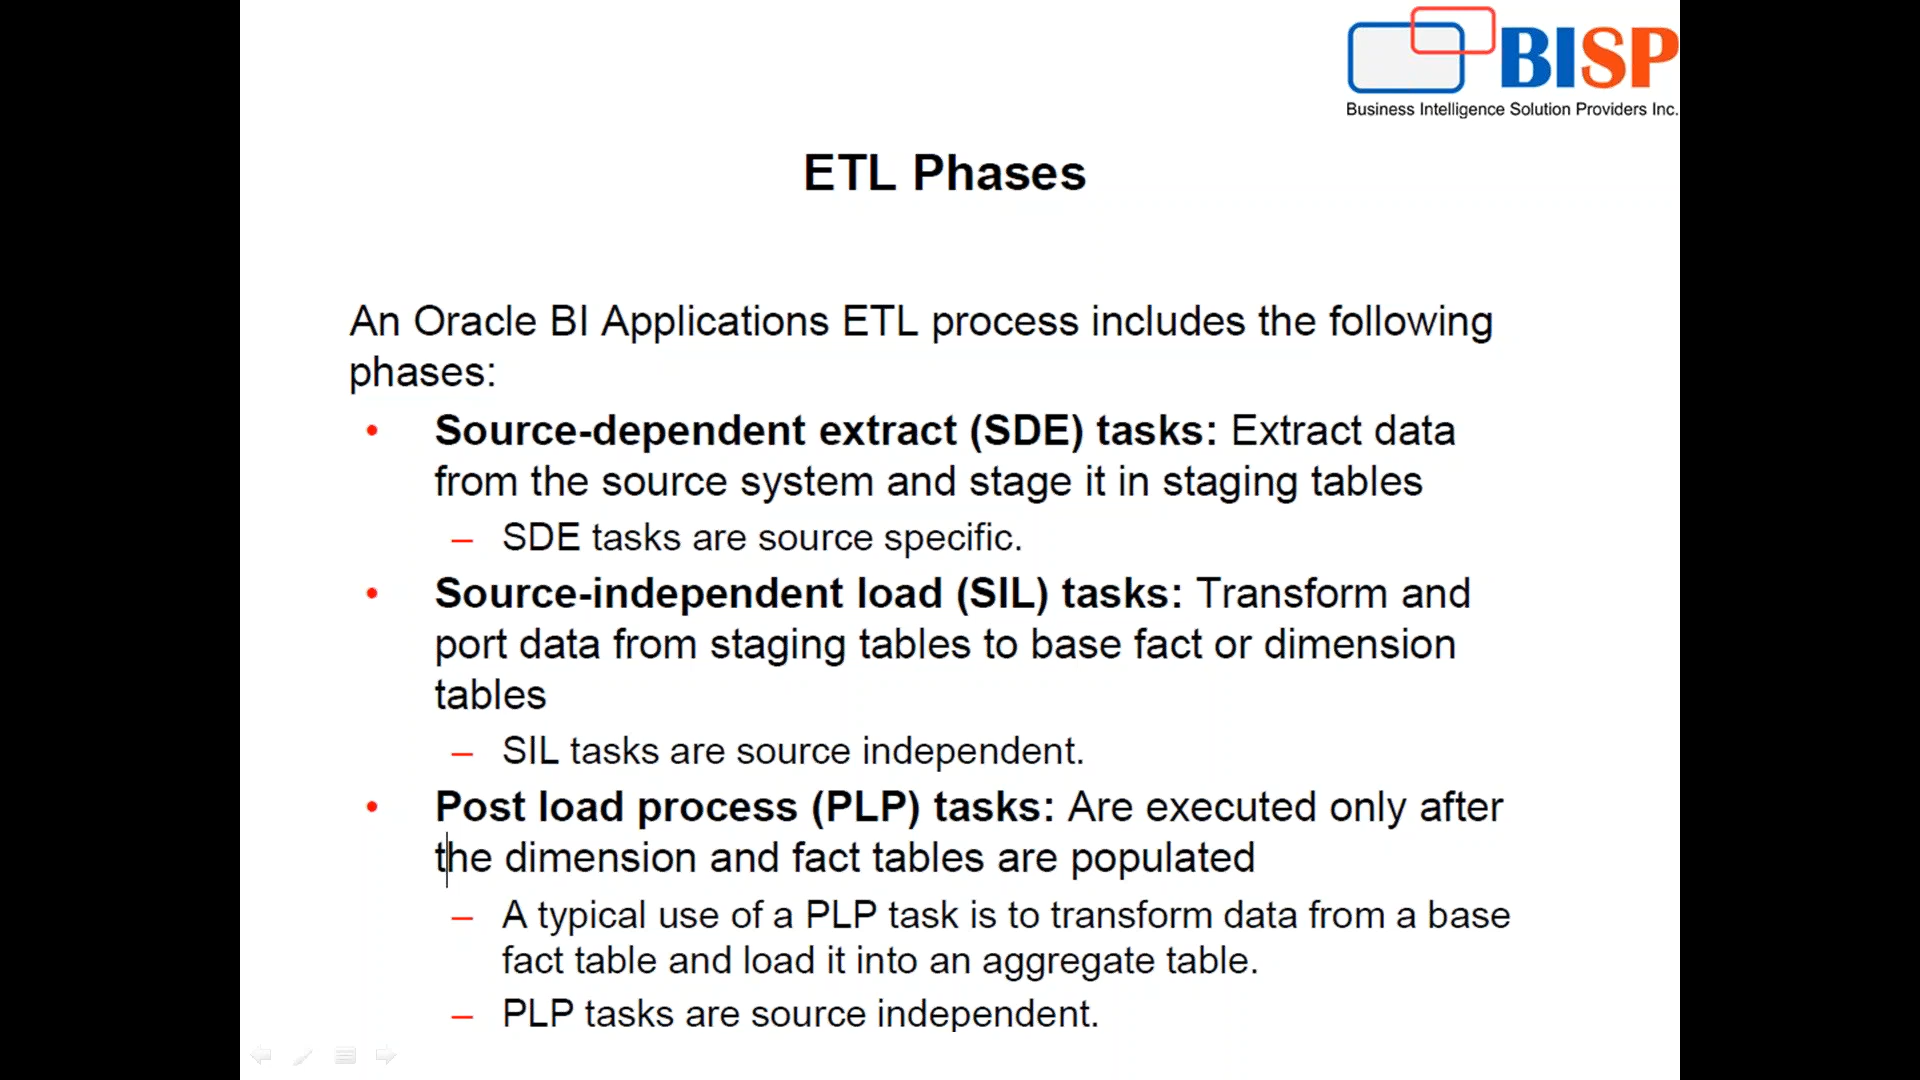 BISP
Business Intelligence Solution Providers Inc.
ETL Phases
An Oracle BI Applications ETL process includes the following
phases:
• Source-dependent extract (SDE) tasks: Extract data
from the source system and stage it in staging tables
– SDE tasks are source specific.
• Source-independent load (SIL) tasks: Transform and
port data from staging tables to base fact or dimension
tables
– SIL tasks are source independent.
• Post load process (PLP) tasks: Are executed only after
the dimension and fact tables are populated
– A typical use of a PLP task is to transform data from a base
fact table and load it into an aggregate table.
– PLP tasks are source independent.